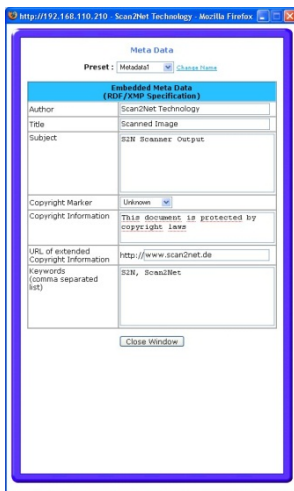 http://192.168.110.210 - Scan2Net Technology - Mozilla Firefox
Meta Data
Preset : Metadata1 Change Name
Embedded Meta Data
(RDF/XMP Specification)
Author Scan2Net Technology
Title Scanned Image
Subject S2N Scanner Output
Copyright Marker Unknown
Copyright Information This document is protected by
copyright laws
URL of extended
Copyright Information http://www.scan2net.de
Keywords S2N, Scan2Net
(comma separated
list)
Close Window